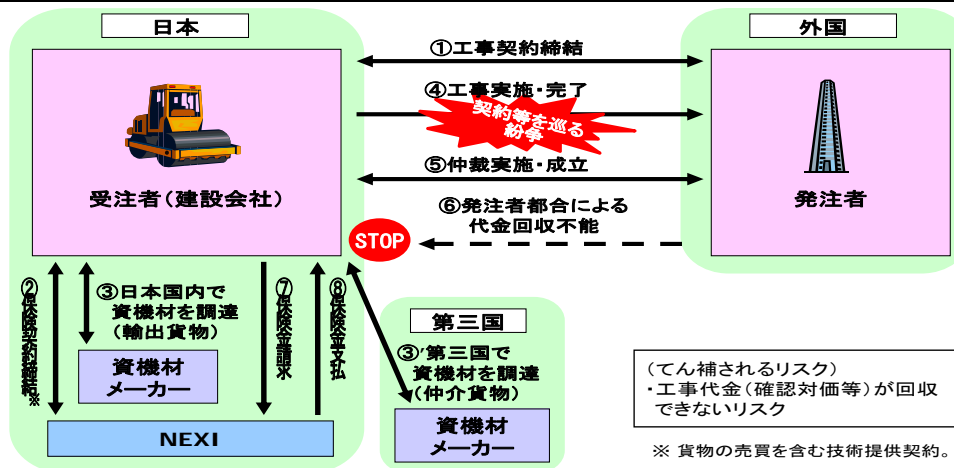 日本
外国
①工事契約締結
④工事実施・完了
契約等を巡る
紛争
⑤仲裁実施・成立
受注者(建設会社)
発注者
⑥発注者都合による
代金回収不能
STOP
②保険契約締結※
③日本国内で
資機材を調達
(輸出貨物)
⑦保険金請求
⑧保険金支払
資機材
メーカー
NEXI
第三国
③'第三国で
資機材を調達
(仲介貨物)
資機材
メーカー
(てん補されるリスク)
・工事代金(確認対価等)が回収
できないリスク
※ 貨物の売買を含む技術提供契約。